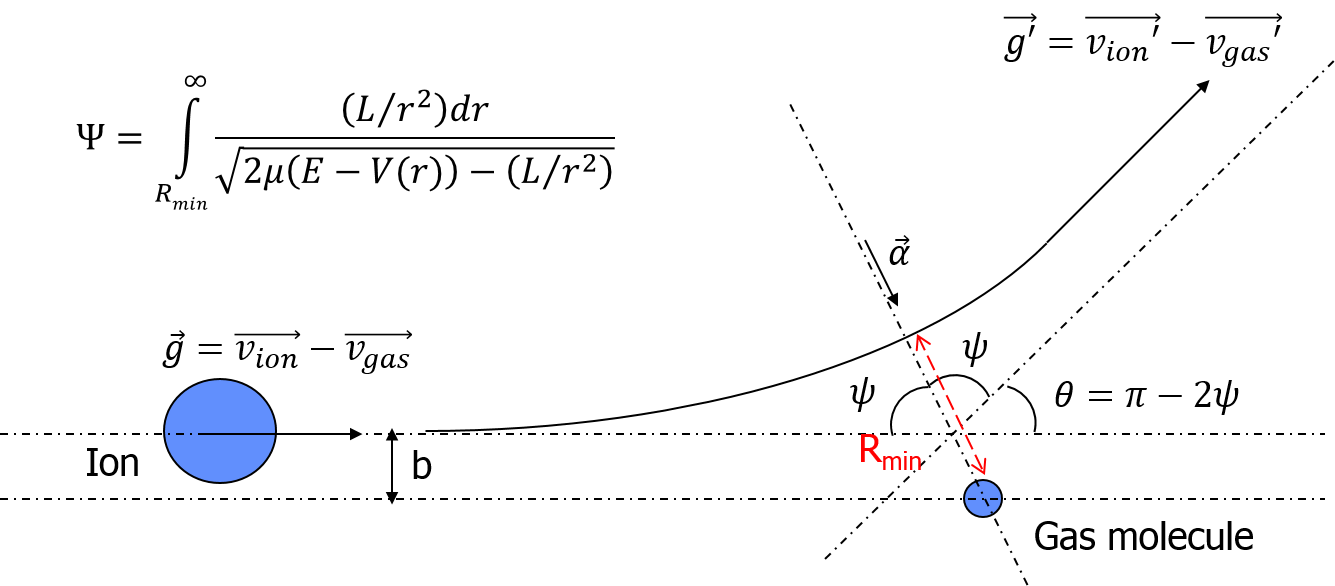 g⃗′ = v⃗_ion′ − v⃗_gas′
Ψ = ∫_{R_min}^{∞} (L/r²)dr / √(2μ(E − V(r)) − (L/r²))
α⃗
g⃗ = v⃗_ion − v⃗_gas
ψ
ψ
θ = π − 2ψ
Ion
b
R_min
Gas molecule